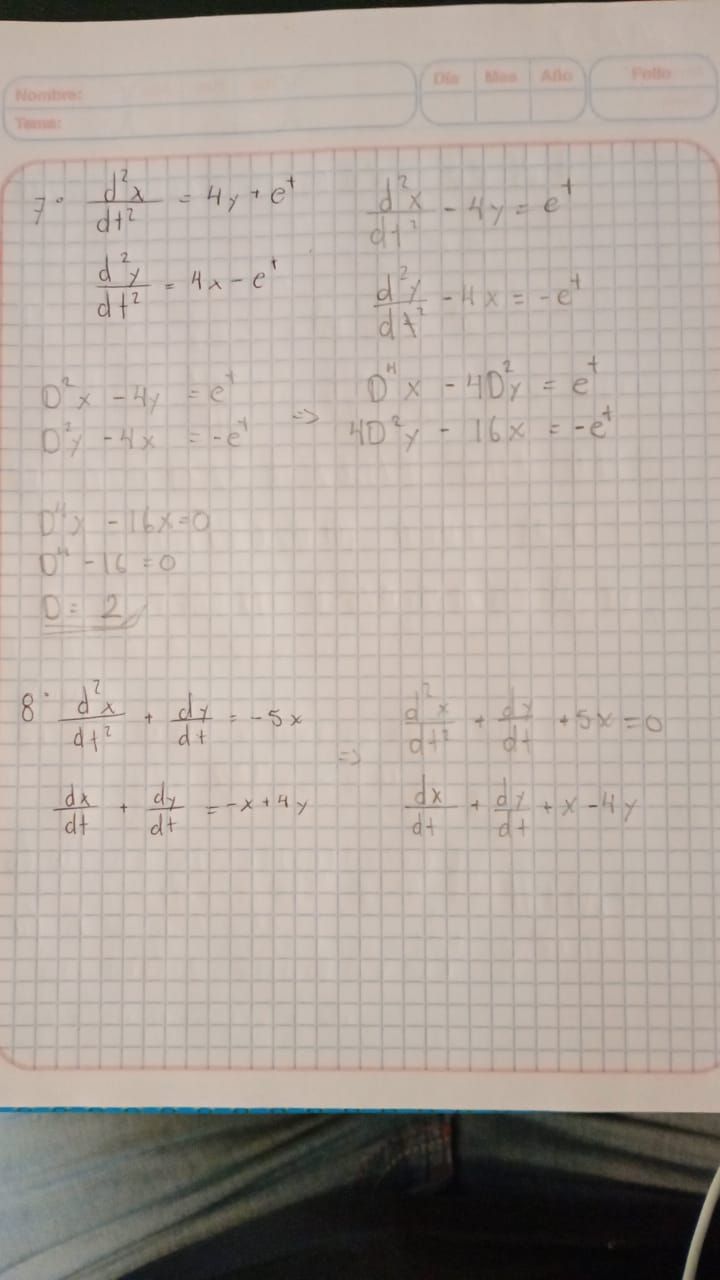 Nombre:
Tema:
Día Mes Año
Folio
7. d²x/dt² = 4y + e^t
d²y/dt² = 4x - e^t
d²x/dt² - 4y = e^t
d²y/dt² - 4x = -e^t
D²x - 4y = e^t
D²y - 4x = -e^t
=>
D⁴x - 4D²y = e^t
4D²y - 16x = -e^t
D⁴x - 16x = 0
D⁴ - 16 = 0
D = 2
8. d²x/dt² + dy/dt = -5x
dx/dt + dy/dt = -x + 4y
=>
d²x/dt² + dy/dt + 5x = 0
dx/dt + dy/dt + x - 4y